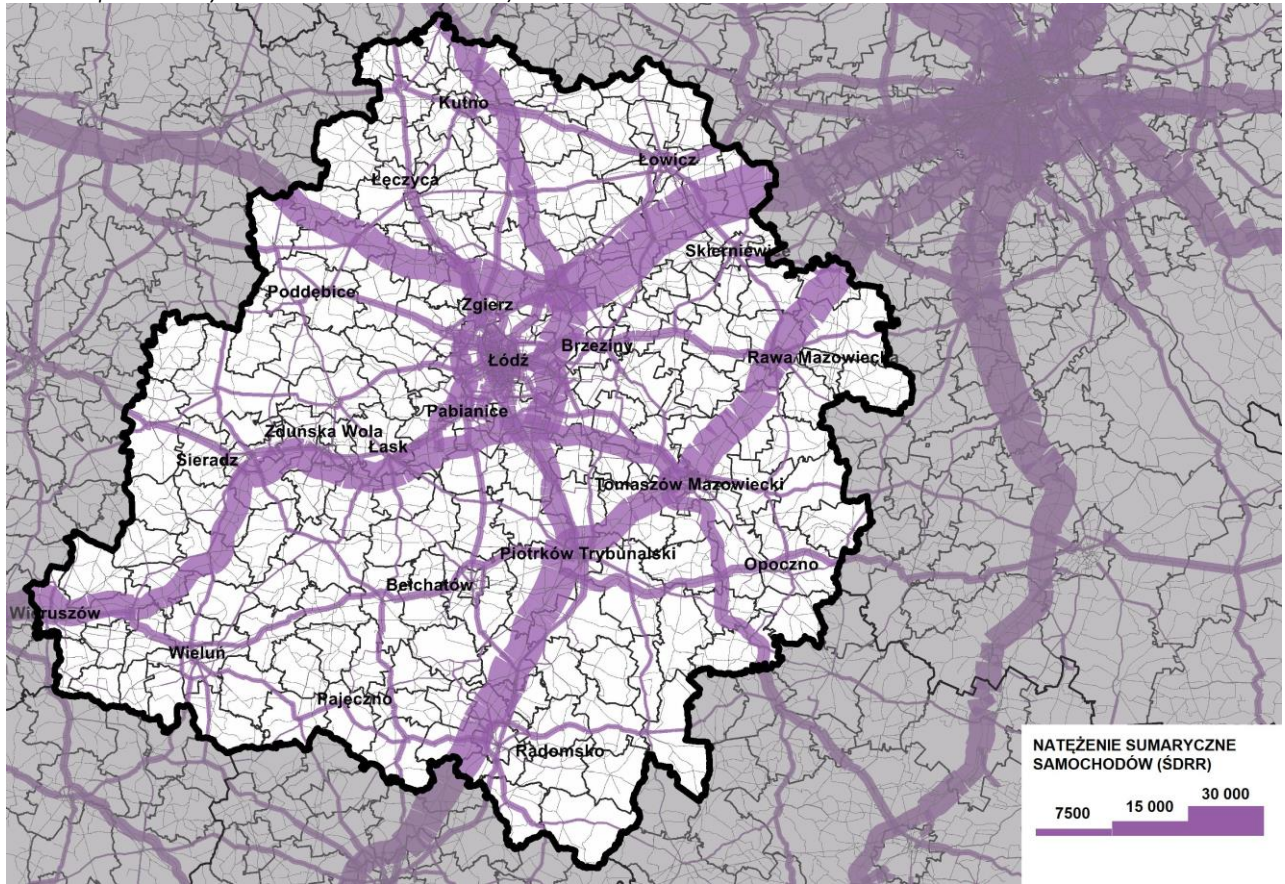 Kutno
Łowicz
Łęczyca
Skierniewice
Poddębice
Zgierz
Brzeziny
Łódź
Rawa Mazowiecka
Pabianice
Zduńska Wola
Łask
Sieradz
Tomaszów Mazowiecki
Piotrków Trybunalski
Opoczno
Bełchatów
Wieruszów
Wieluń
Pajęczno
Radomsko
NATĘŻENIE SUMARYCZNE
SAMOCHODÓW (ŚDRR)
7500 15 000 30 000